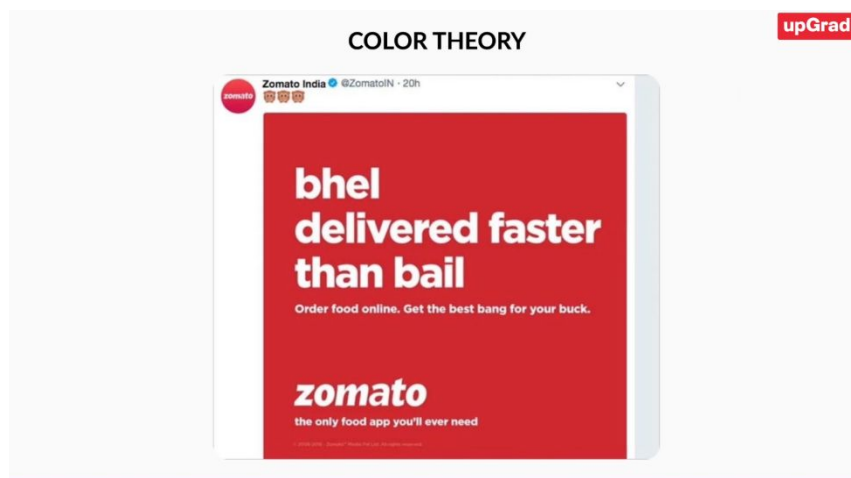 upGrad
COLOR THEORY
Zomato India @ZomatoIN · 20h
zomato
bhel
delivered faster
than bail
Order food online. Get the best bang for your buck.
zomato
the only food app you'll ever need